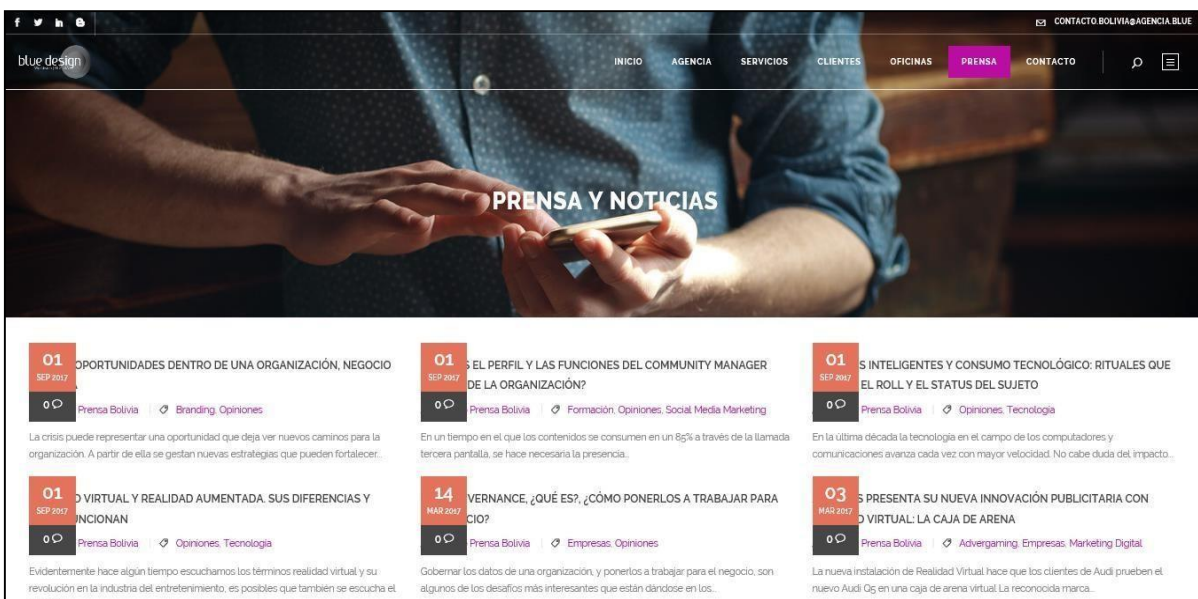 CONTACTO.BOLIVIA@AGENCIA.BLUE
blue design
INICIO AGENCIA SERVICIOS CLIENTES OFICINAS PRENSA CONTACTO
PRENSA Y NOTICIAS
01
SEP 2017
0
OPORTUNIDADES DENTRO DE UNA ORGANIZACIÓN, NEGOCIO
Prensa Bolivia Branding, Opiniones
La crisis puede representar una oportunidad que deja ver nuevos caminos para la
organización. A partir de ella se gestan nuevas estrategias que pueden fortalecer...
01
SEP 2017
0
EL PERFIL Y LAS FUNCIONES DEL COMMUNITY MANAGER
DE LA ORGANIZACIÓN?
Prensa Bolivia Formación, Opiniones, Social Media Marketing
En un tiempo en el que los contenidos se consumen en un 85% a través de la llamada
tercera pantalla, se hace necesaria la presencia...
01
SEP 2017
0
S INTELIGENTES Y CONSUMO TECNOLÓGICO: RITUALES QUE
EL ROLL Y EL STATUS DEL SUJETO
Prensa Bolivia Opiniones, Tecnología
En la última década la tecnología en el campo de los computadores y
comunicaciones avanza cada vez con mayor velocidad. No cabe duda del impacto...
01
SEP 2017
0
D VIRTUAL Y REALIDAD AUMENTADA. SUS DIFERENCIAS Y
UNCIONAN
Prensa Bolivia Opiniones, Tecnología
Evidentemente hace algún tiempo escuchamos los términos realidad virtual y su
revolución en la industria del entretenimiento, es posibles que también se escucha el
14
MAR 2017
0
VERNANCE, ¿QUÉ ES?, ¿CÓMO PONERLOS A TRABAJAR PARA
CIO?
Prensa Bolivia Empresas, Opiniones
Gobernar los datos de una organización, y ponerlos a trabajar para el negocio, son
algunos de los desafíos más interesantes que están dándose en los...
03
MAR 2017
0
S PRESENTA SU NUEVA INNOVACIÓN PUBLICITARIA CON
D VIRTUAL: LA CAJA DE ARENA
Prensa Bolivia Advergaming, Empresas, Marketing Digital
La nueva instalación de Realidad Virtual hace que los clientes de Audi prueben el
nuevo Audi Q5 en una caja de arena virtual La reconocida marca...